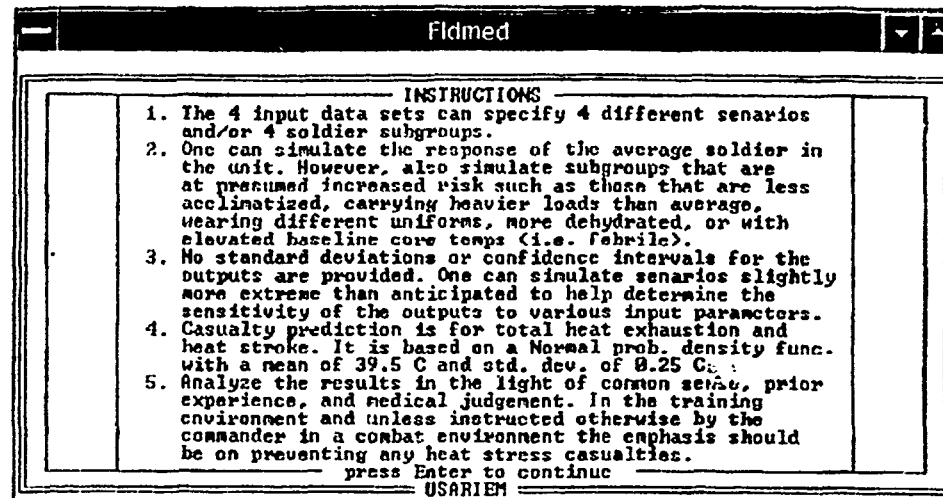 Fldmed
INSTRUCTIONS
1. The 4 input data sets can specify 4 different senarios
and/or 4 soldier subgroups.
2. One can simulate the response of the average soldier in
the unit. However, also simulate subgroups that are
at presumed increased risk such as those that are less
acclimatized, carrying heavier loads than average,
wearing different uniforms, more dehydrated, or with
elevated baseline core temps (i.e. febrile).
3. No standard deviations or confidence intervals for the
outputs are provided. One can simulate senarios slightly
more extreme than anticipated to help determine the
sensitivity of the outputs to various input parameters.
4. Casualty prediction is for total heat exhaustion and
heat stroke. It is based on a Normal prob. density func.
with a mean of 39.5 C and std. dev. of 0.25 C.
5. Analyze the results in the light of common sense, prior
experience, and medical judgement. In the training
environment and unless instructed otherwise by the
commander in a combat environment the emphasis should
be on preventing any heat stress casualties.
press Enter to continue
USARIEM